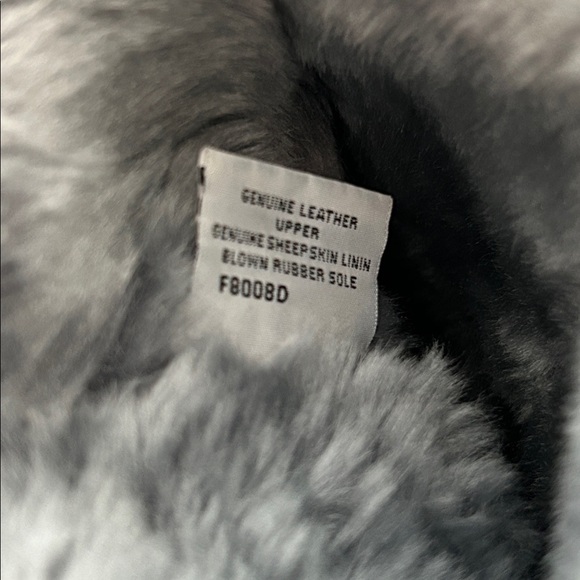 GENUINE LEATHER
UPPER
GENUINE SHEEPSKIN LININ
BLOWN RUBBER SOLE
F8008D